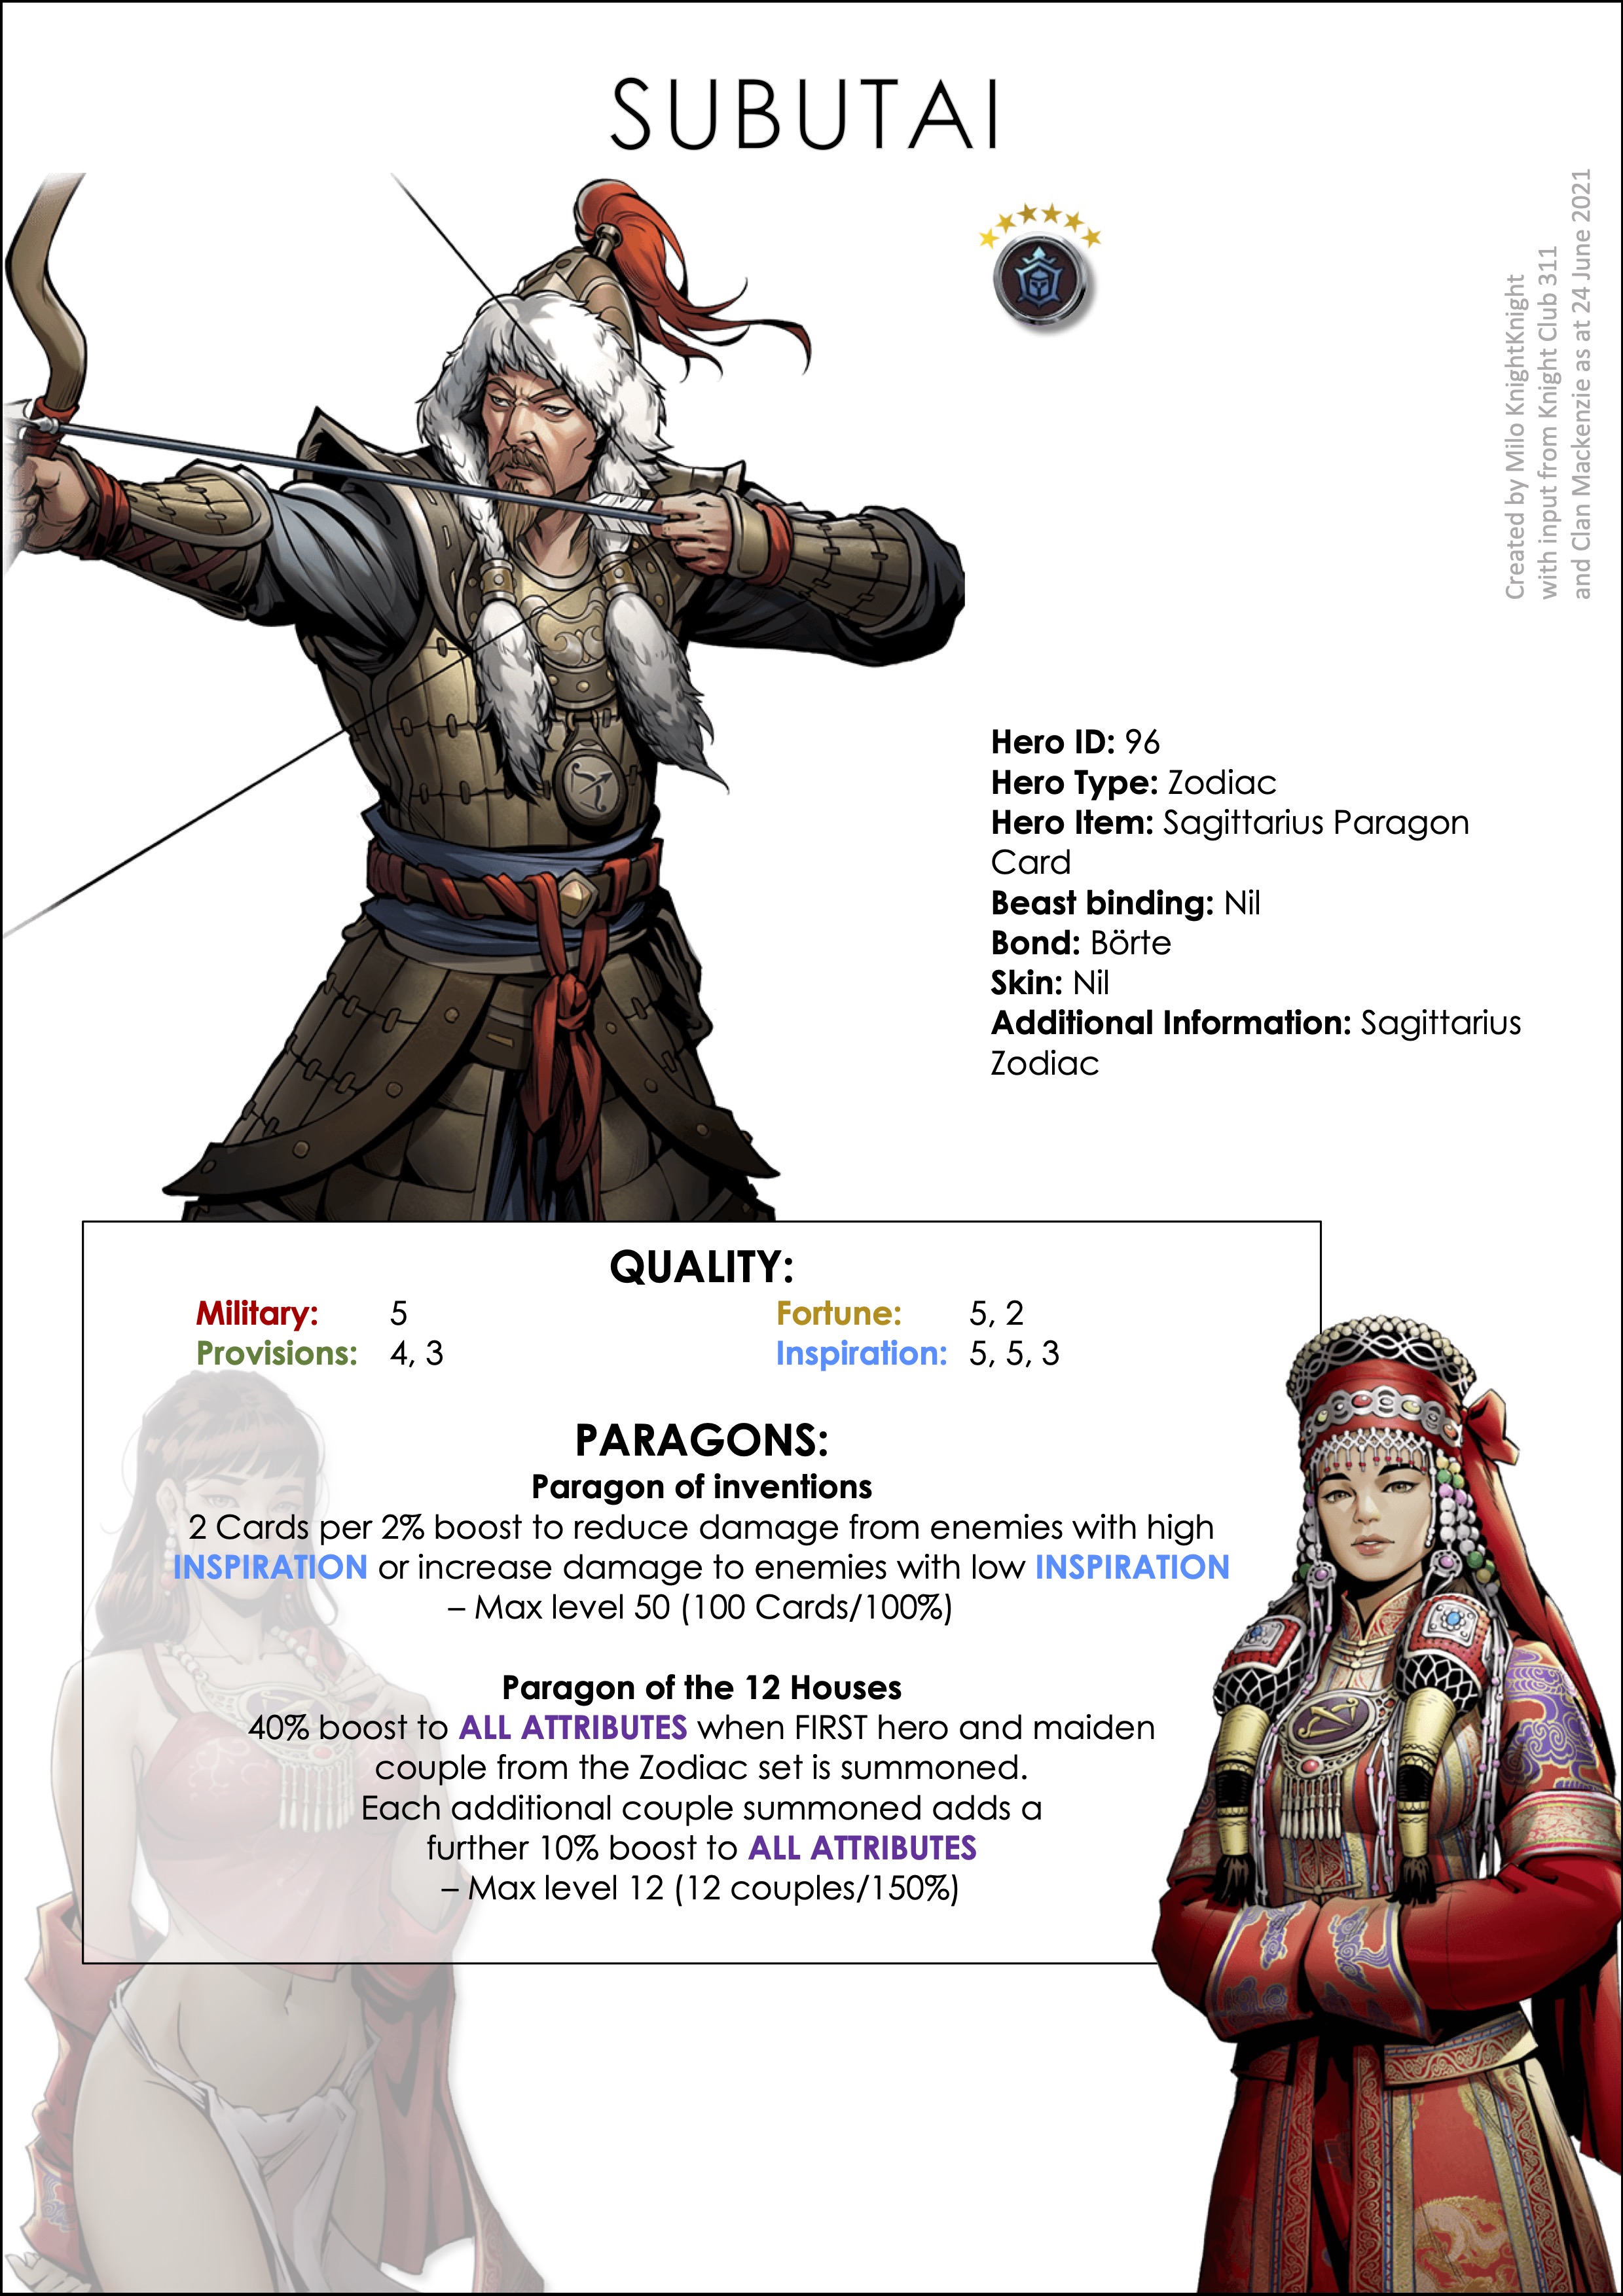 SUBUTAI
Created by Milo KnightKnight
with input from Knight Club 311
and Clan Mackenzie as at 24 June 2021
Hero ID: 96
Hero Type: Zodiac
Hero Item: Sagittarius Paragon
Card
Beast binding: Nil
Bond: Börte
Skin: Nil
Additional Information: Sagittarius
Zodiac
QUALITY:
Military: 5 Fortune: 5, 2
Provisions: 4, 3 Inspiration: 5, 5, 3
PARAGONS:
Paragon of inventions
2 Cards per 2% boost to reduce damage from enemies with high
INSPIRATION or increase damage to enemies with low INSPIRATION
– Max level 50 (100 Cards/100%)
Paragon of the 12 Houses
40% boost to ALL ATTRIBUTES when FIRST hero and maiden
couple from the Zodiac set is summoned.
Each additional couple summoned adds a
further 10% boost to ALL ATTRIBUTES
– Max level 12 (12 couples/150%)